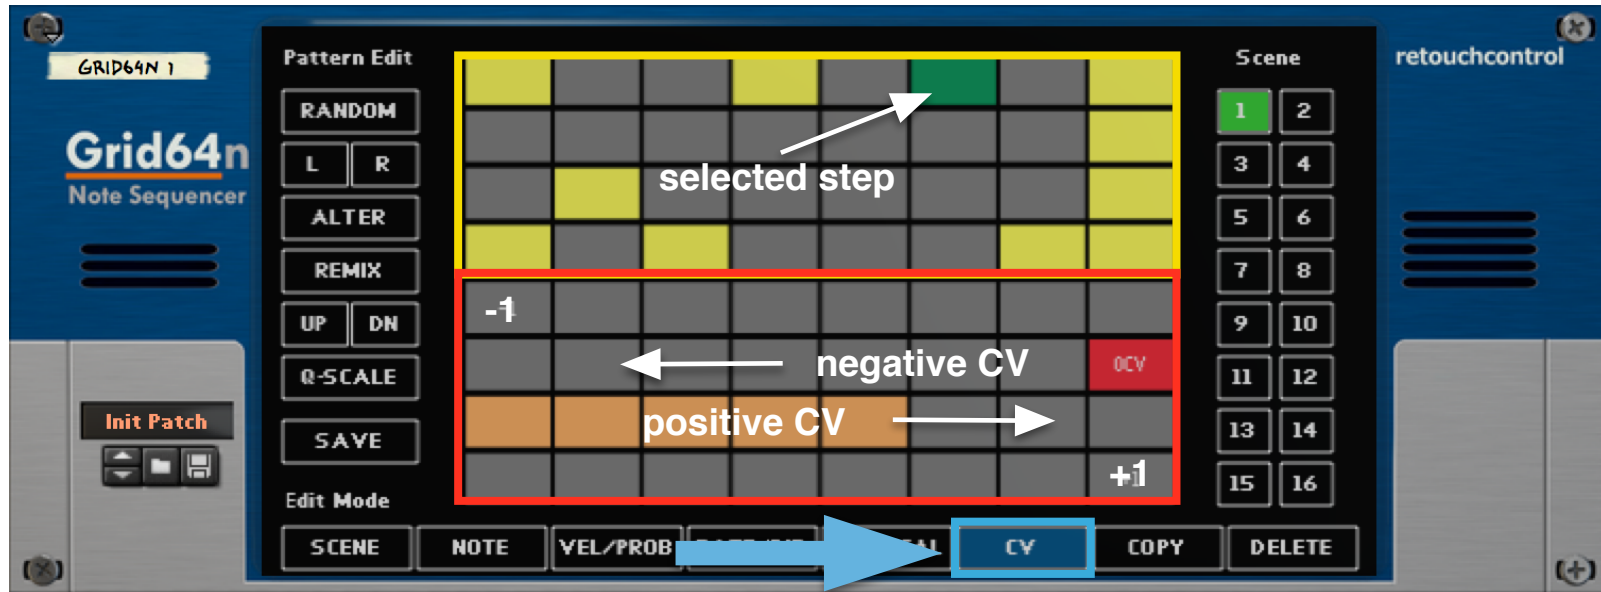 GRID64N 1
Grid64n
Note Sequencer
Init Patch
Pattern Edit
RANDOM
L R
ALTER
REMIX
UP DN
Q-SCALE
SAVE
Edit Mode
selected step
-1
negative CV
0CV
positive CV
+1
Scene
1 2
3 4
5 6
7 8
9 10
11 12
13 14
15 16
retouchcontrol
SCENE NOTE VEL/PROB CV COPY DELETE